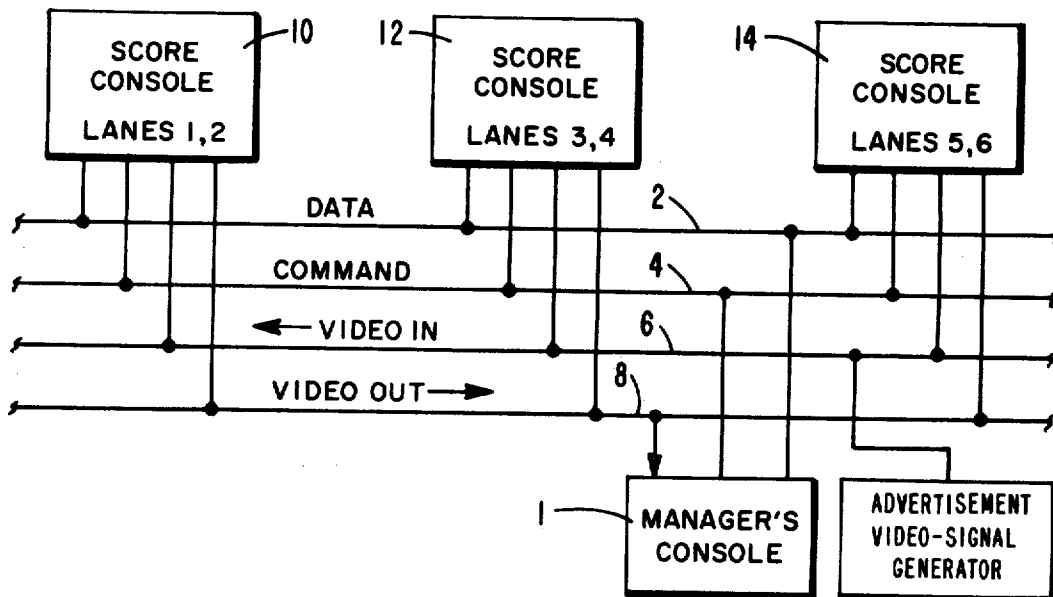 SCORE
CONSOLE
LANES 1,2
10
SCORE
CONSOLE
LANES 3,4
12
SCORE
CONSOLE
LANES 5,6
14
DATA
2
COMMAND
4
VIDEO IN
6
VIDEO OUT
8
1
MANAGER'S
CONSOLE
ADVERTISEMENT
VIDEO-SIGNAL
GENERATOR